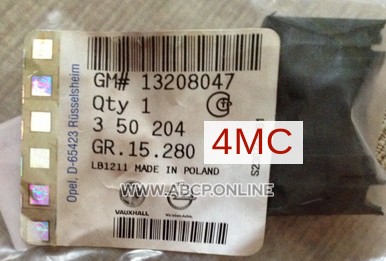 Opel, D-65423 Rüsselsheim
GM# 13208047
Qty 1
3 50 204
GR.15.280
4MC
LB1211 MADE IN POLAND
WWW.ABCP.ONLINE
VAUXHALL